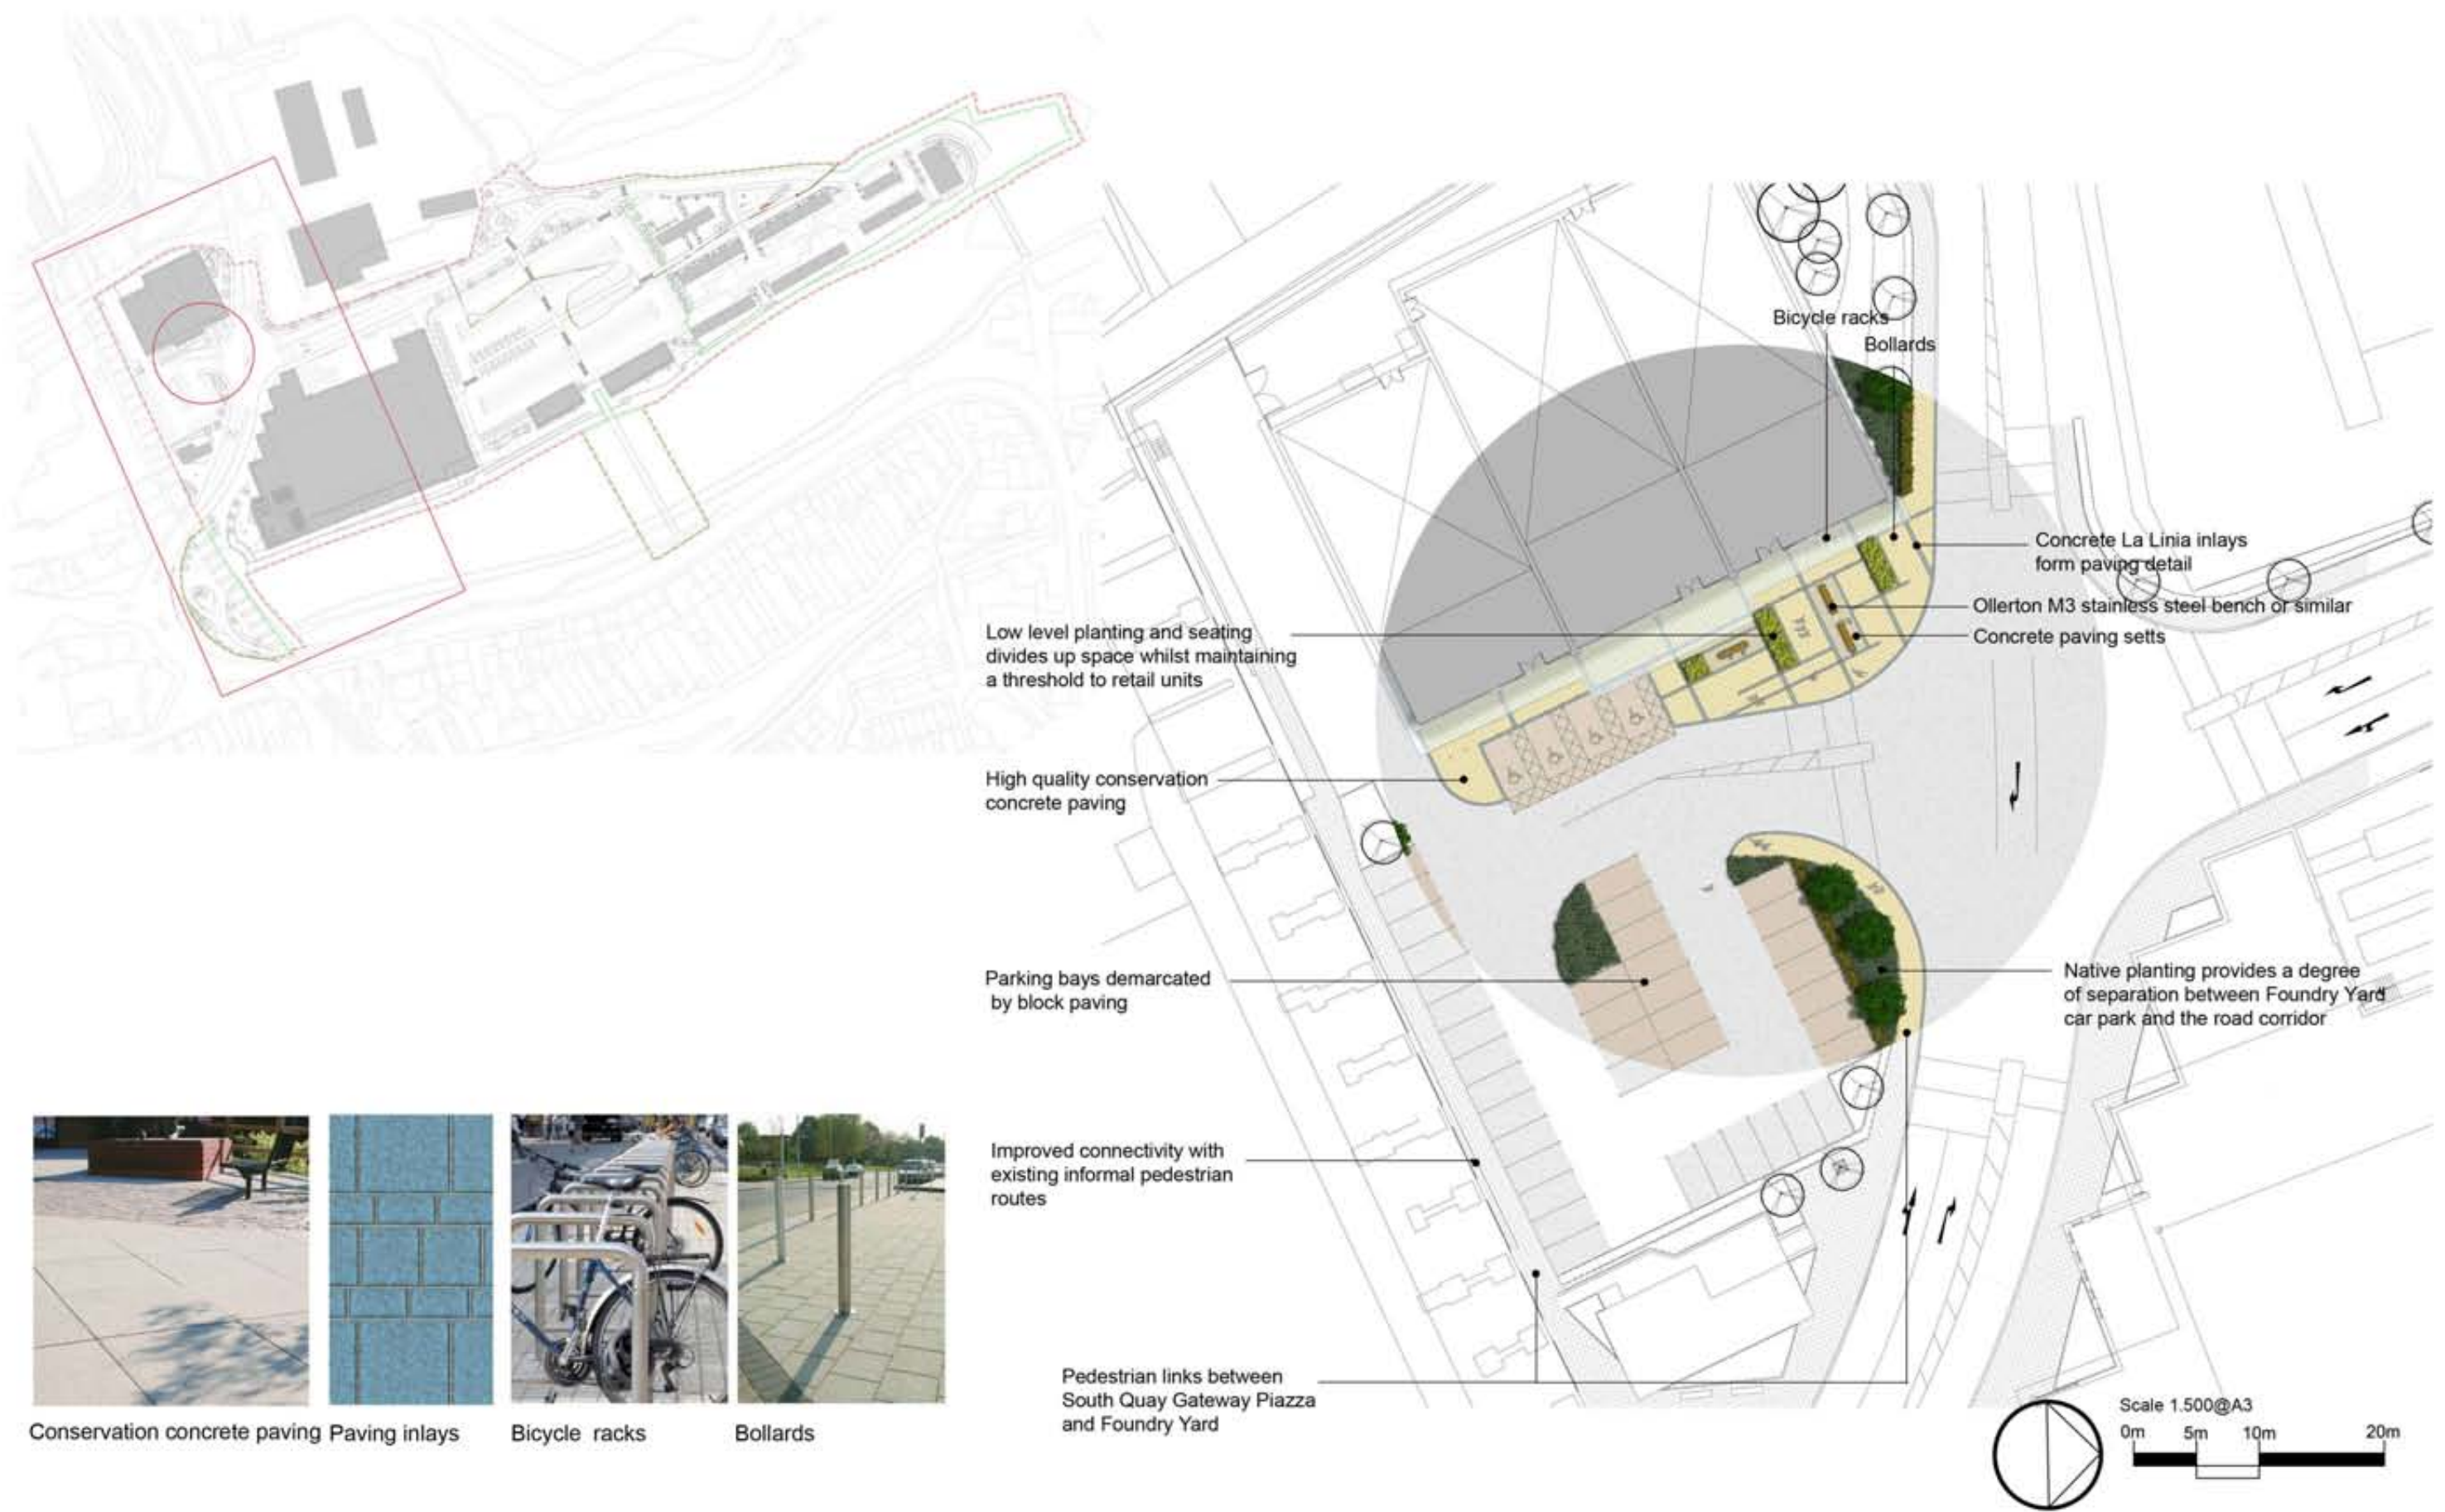 Bicycle racks
Bollards
Concrete La Linia inlays
form paving detail
Ollerton M3 stainless steel bench or similar
Concrete paving setts
Low level planting and seating
divides up space whilst maintaining
a threshold to retail units
High quality conservation
concrete paving
Parking bays demarcated
by block paving
Native planting provides a degree
of separation between Foundry Yard
car park and the road corridor
Improved connectivity with
existing informal pedestrian
routes
Pedestrian links between
South Quay Gateway Piazza
and Foundry Yard
Conservation concrete paving
Paving inlays
Bicycle racks
Bollards
Scale 1.500@A3
0m 5m 10m 20m